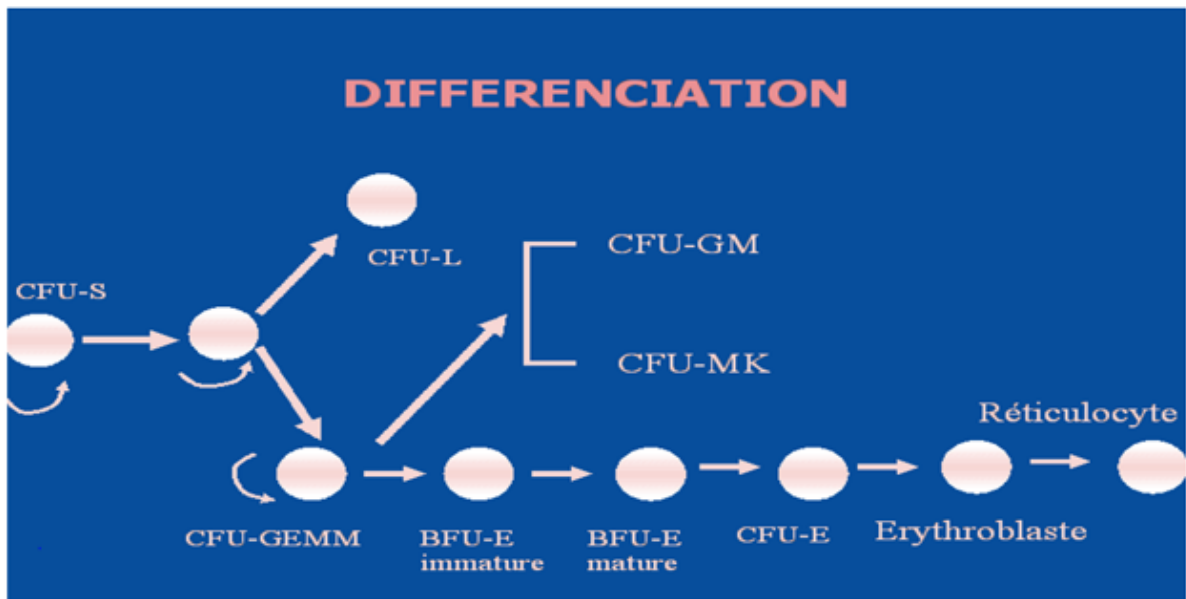 DIFFERENCIATION
CFU-S
CFU-L
CFU-GM
CFU-MK
Réticulocyte
CFU-GEMM
BFU-E
immature
BFU-E
mature
CFU-E
Erythroblaste